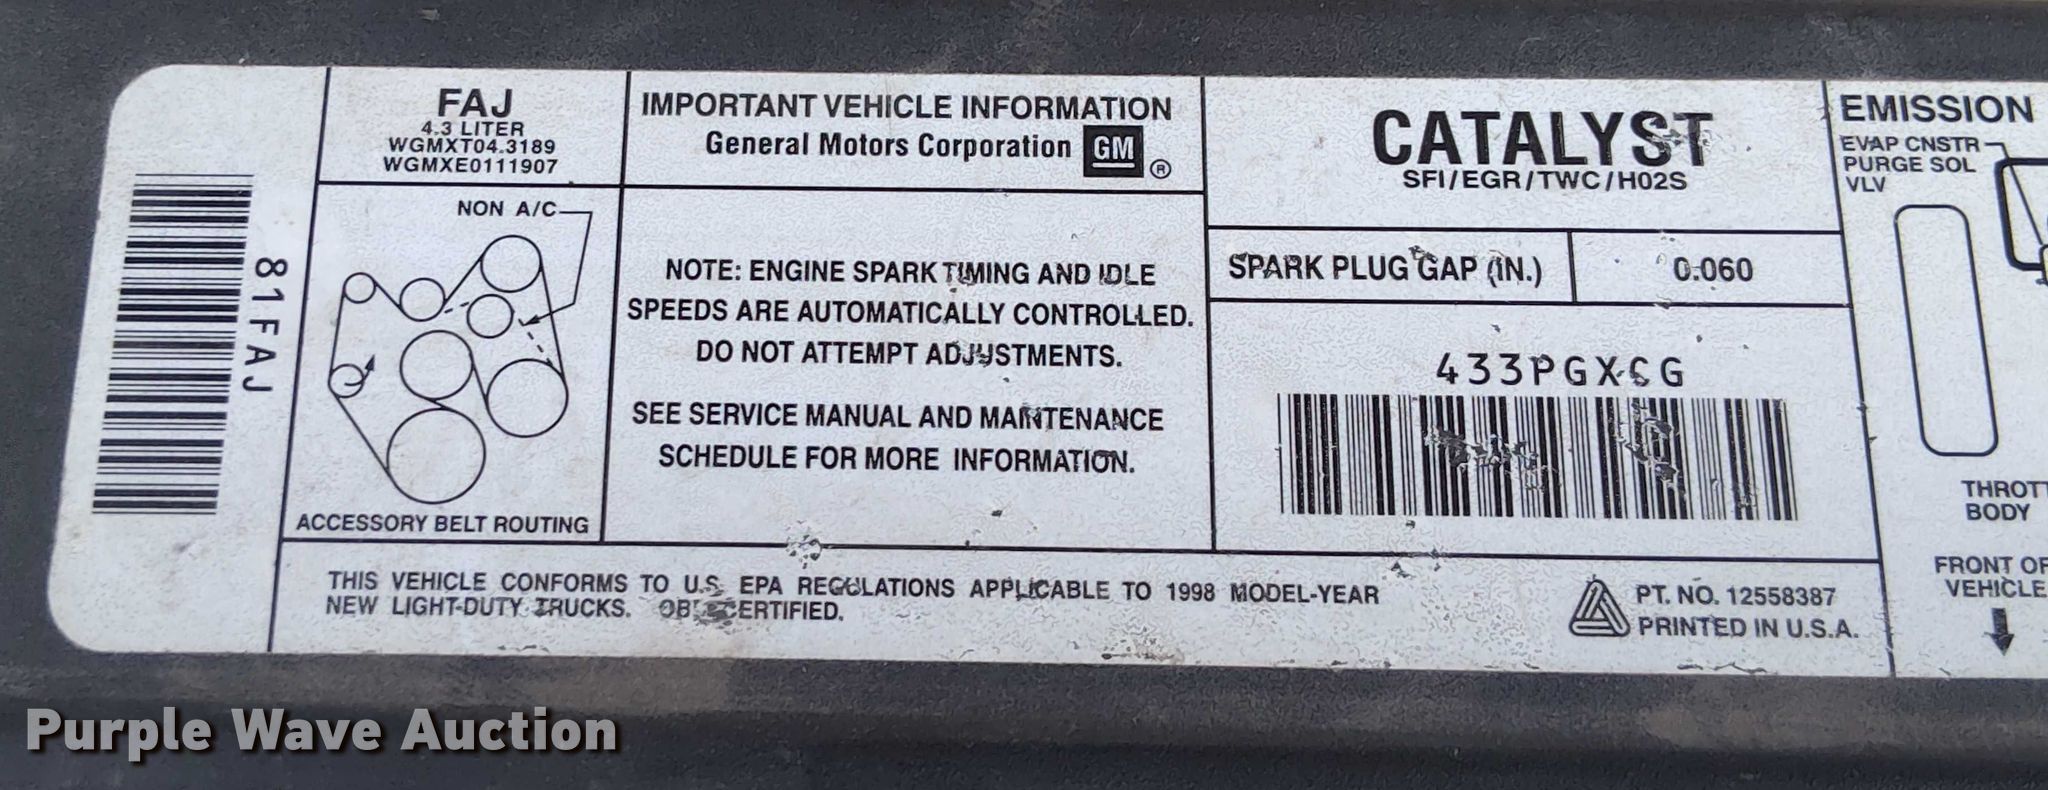 81FAJ
FAJ
4.3 LITER
WGMXT04.3189
WGMXE0111907
NON A/C
ACCESSORY BELT ROUTING
IMPORTANT VEHICLE INFORMATION
General Motors Corporation GM ®
NOTE: ENGINE SPARK TIMING AND IDLE
SPEEDS ARE AUTOMATICALLY CONTROLLED.
DO NOT ATTEMPT ADJUSTMENTS.
SEE SERVICE MANUAL AND MAINTENANCE
SCHEDULE FOR MORE INFORMATION.
CATALYST
SFI/EGR/TWC/HO2S
SPARK PLUG GAP (IN.) 0.060
433PGXCG
THIS VEHICLE CONFORMS TO U.S. EPA REGULATIONS APPLICABLE TO 1998 MODEL-YEAR
NEW LIGHT-DUTY TRUCKS. CERTIFIED.
PT. NO. 12558387
PRINTED IN U.S.A.
EMISSION
EVAP CNSTR
PURGE SOL
VLV
THROTT
BODY
FRONT OF
VEHICLE
Purple Wave Auction